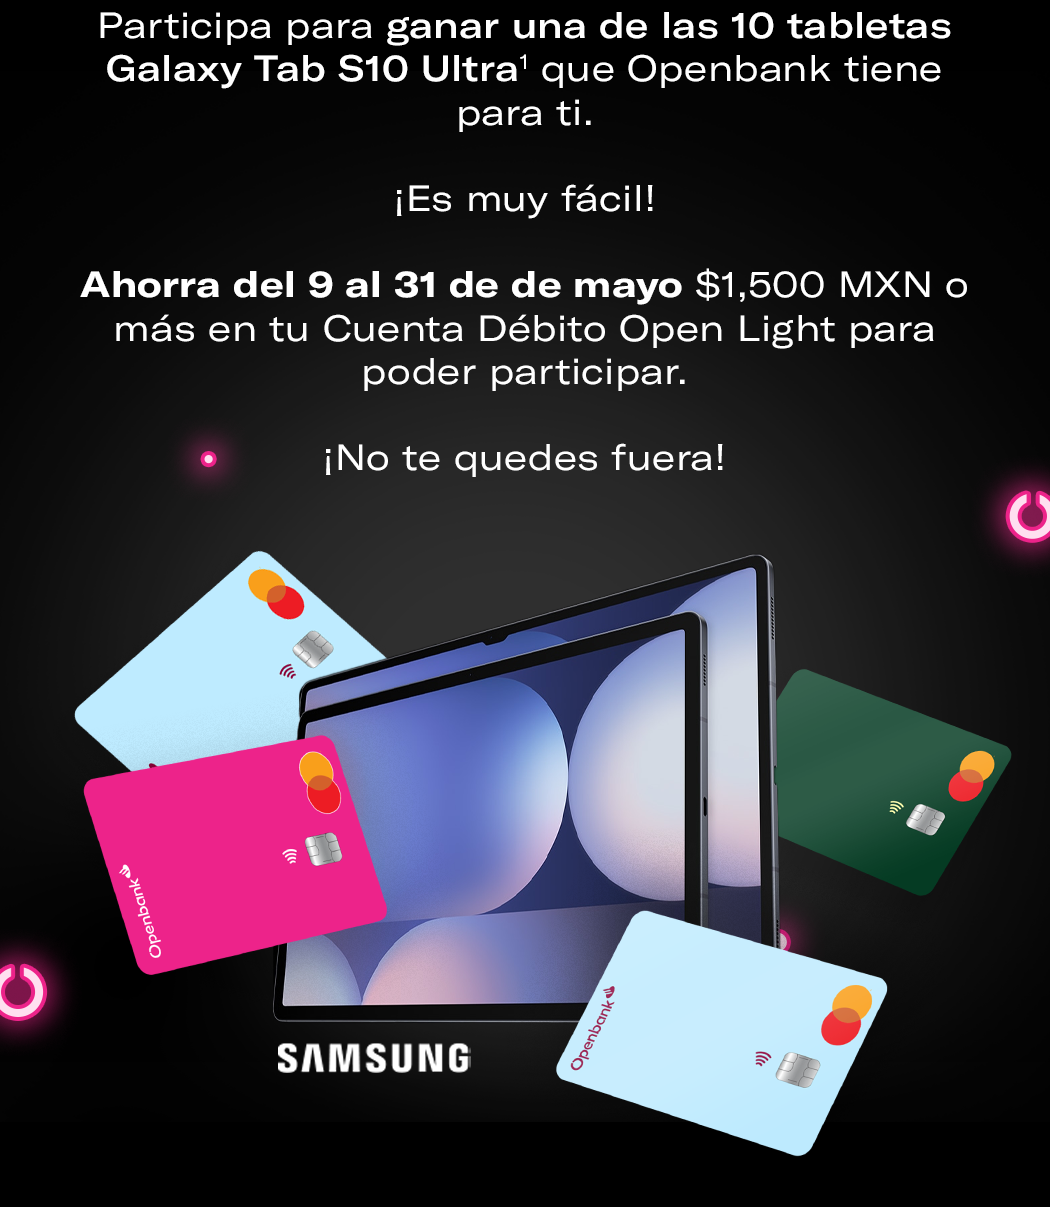 Participa para ganar una de las 10 tabletas
Galaxy Tab S10 Ultra¹ que Openbank tiene
para ti.
¡Es muy fácil!
Ahorra del 9 al 31 de de mayo $1,500 MXN o
más en tu Cuenta Débito Open Light para
poder participar.
¡No te quedes fuera!
Openbank
Openbank
SAMSUNG